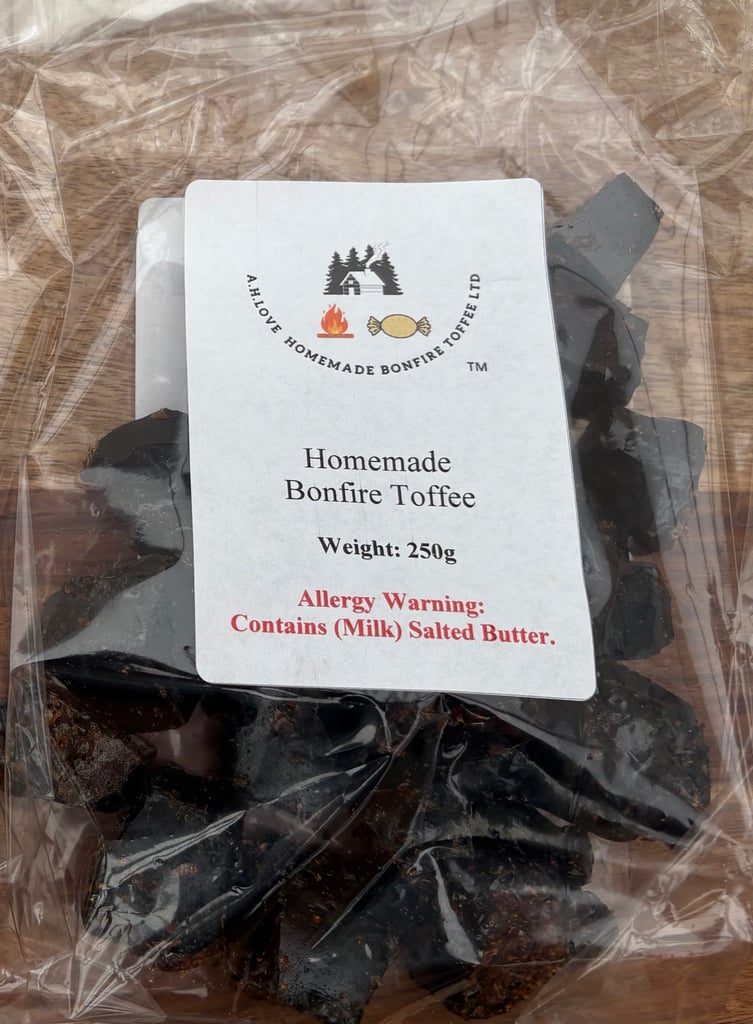 A.H.LOVE HOMEMADE BONFIRE TOFFEE LTD
TM
Homemade
Bonfire Toffee
Weight: 250g
Allergy Warning:
Contains (Milk) Salted Butter.